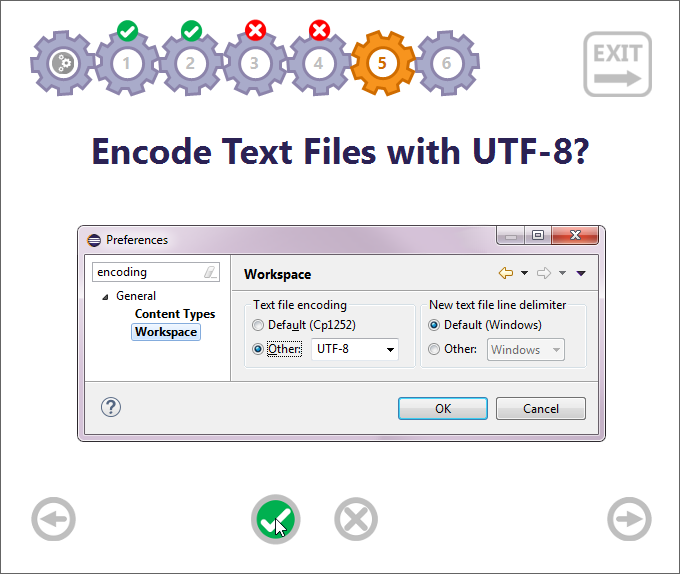 1 2 3 4 5 6
EXIT
Encode Text Files with UTF-8?
Preferences
encoding
General
Content Types
Workspace
Workspace
Text file encoding
Default (Cp1252)
Other: UTF-8
New text file line delimiter
Default (Windows)
Other: Windows
?
OK Cancel